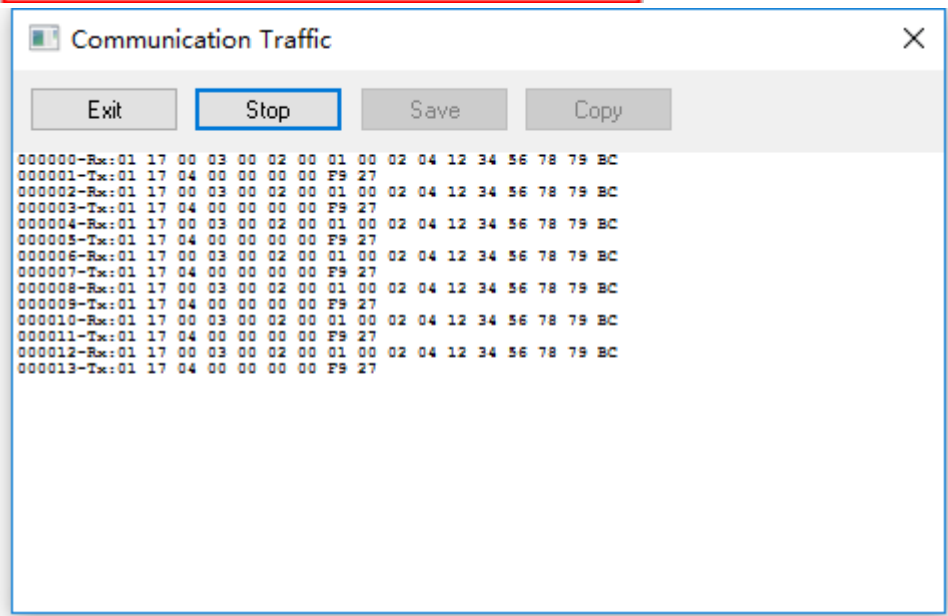 Communication Traffic
Exit Stop Save Copy
000000-Rx:01 17 00 03 00 02 00 01 00 02 04 12 34 56 78 79 BC
000001-Tx:01 17 04 00 00 00 00 F9 27
000002-Rx:01 17 00 03 00 02 00 01 00 02 04 12 34 56 78 79 BC
000003-Tx:01 17 04 00 00 00 00 F9 27
000004-Rx:01 17 00 03 00 02 00 01 00 02 04 12 34 56 78 79 BC
000005-Tx:01 17 04 00 00 00 00 F9 27
000006-Rx:01 17 00 03 00 02 00 01 00 02 04 12 34 56 78 79 BC
000007-Tx:01 17 04 00 00 00 00 F9 27
000008-Rx:01 17 00 03 00 02 00 01 00 02 04 12 34 56 78 79 BC
000009-Tx:01 17 04 00 00 00 00 F9 27
000010-Rx:01 17 00 03 00 02 00 01 00 02 04 12 34 56 78 79 BC
000011-Tx:01 17 04 00 00 00 00 F9 27
000012-Rx:01 17 00 03 00 02 00 01 00 02 04 12 34 56 78 79 BC
000013-Tx:01 17 04 00 00 00 00 F9 27